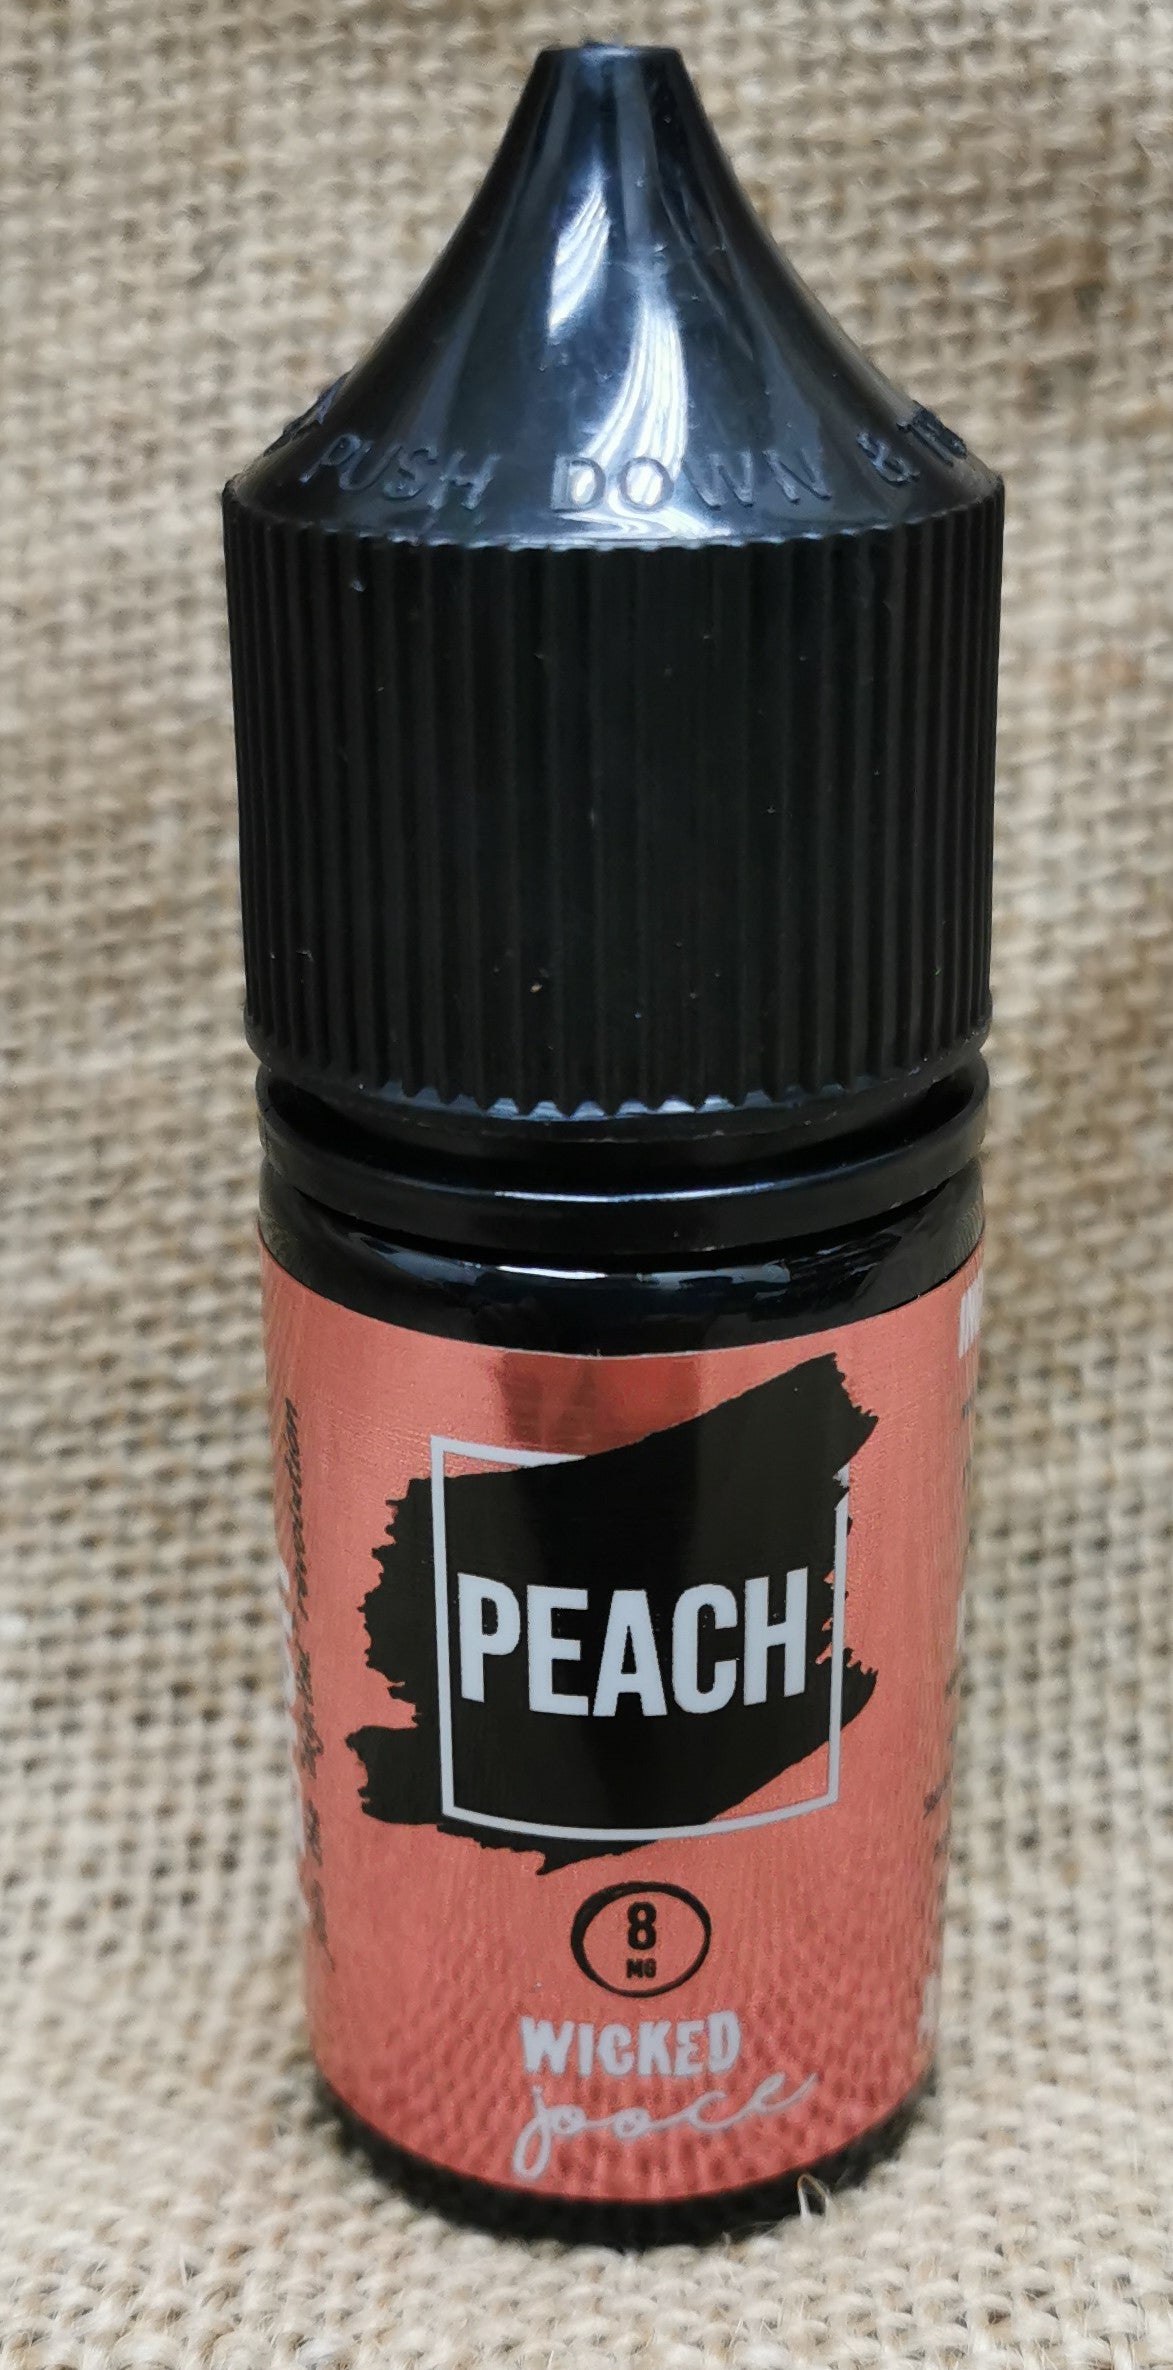 PUSH DOWN &
PEACH
8
MG
WICKED
jooce